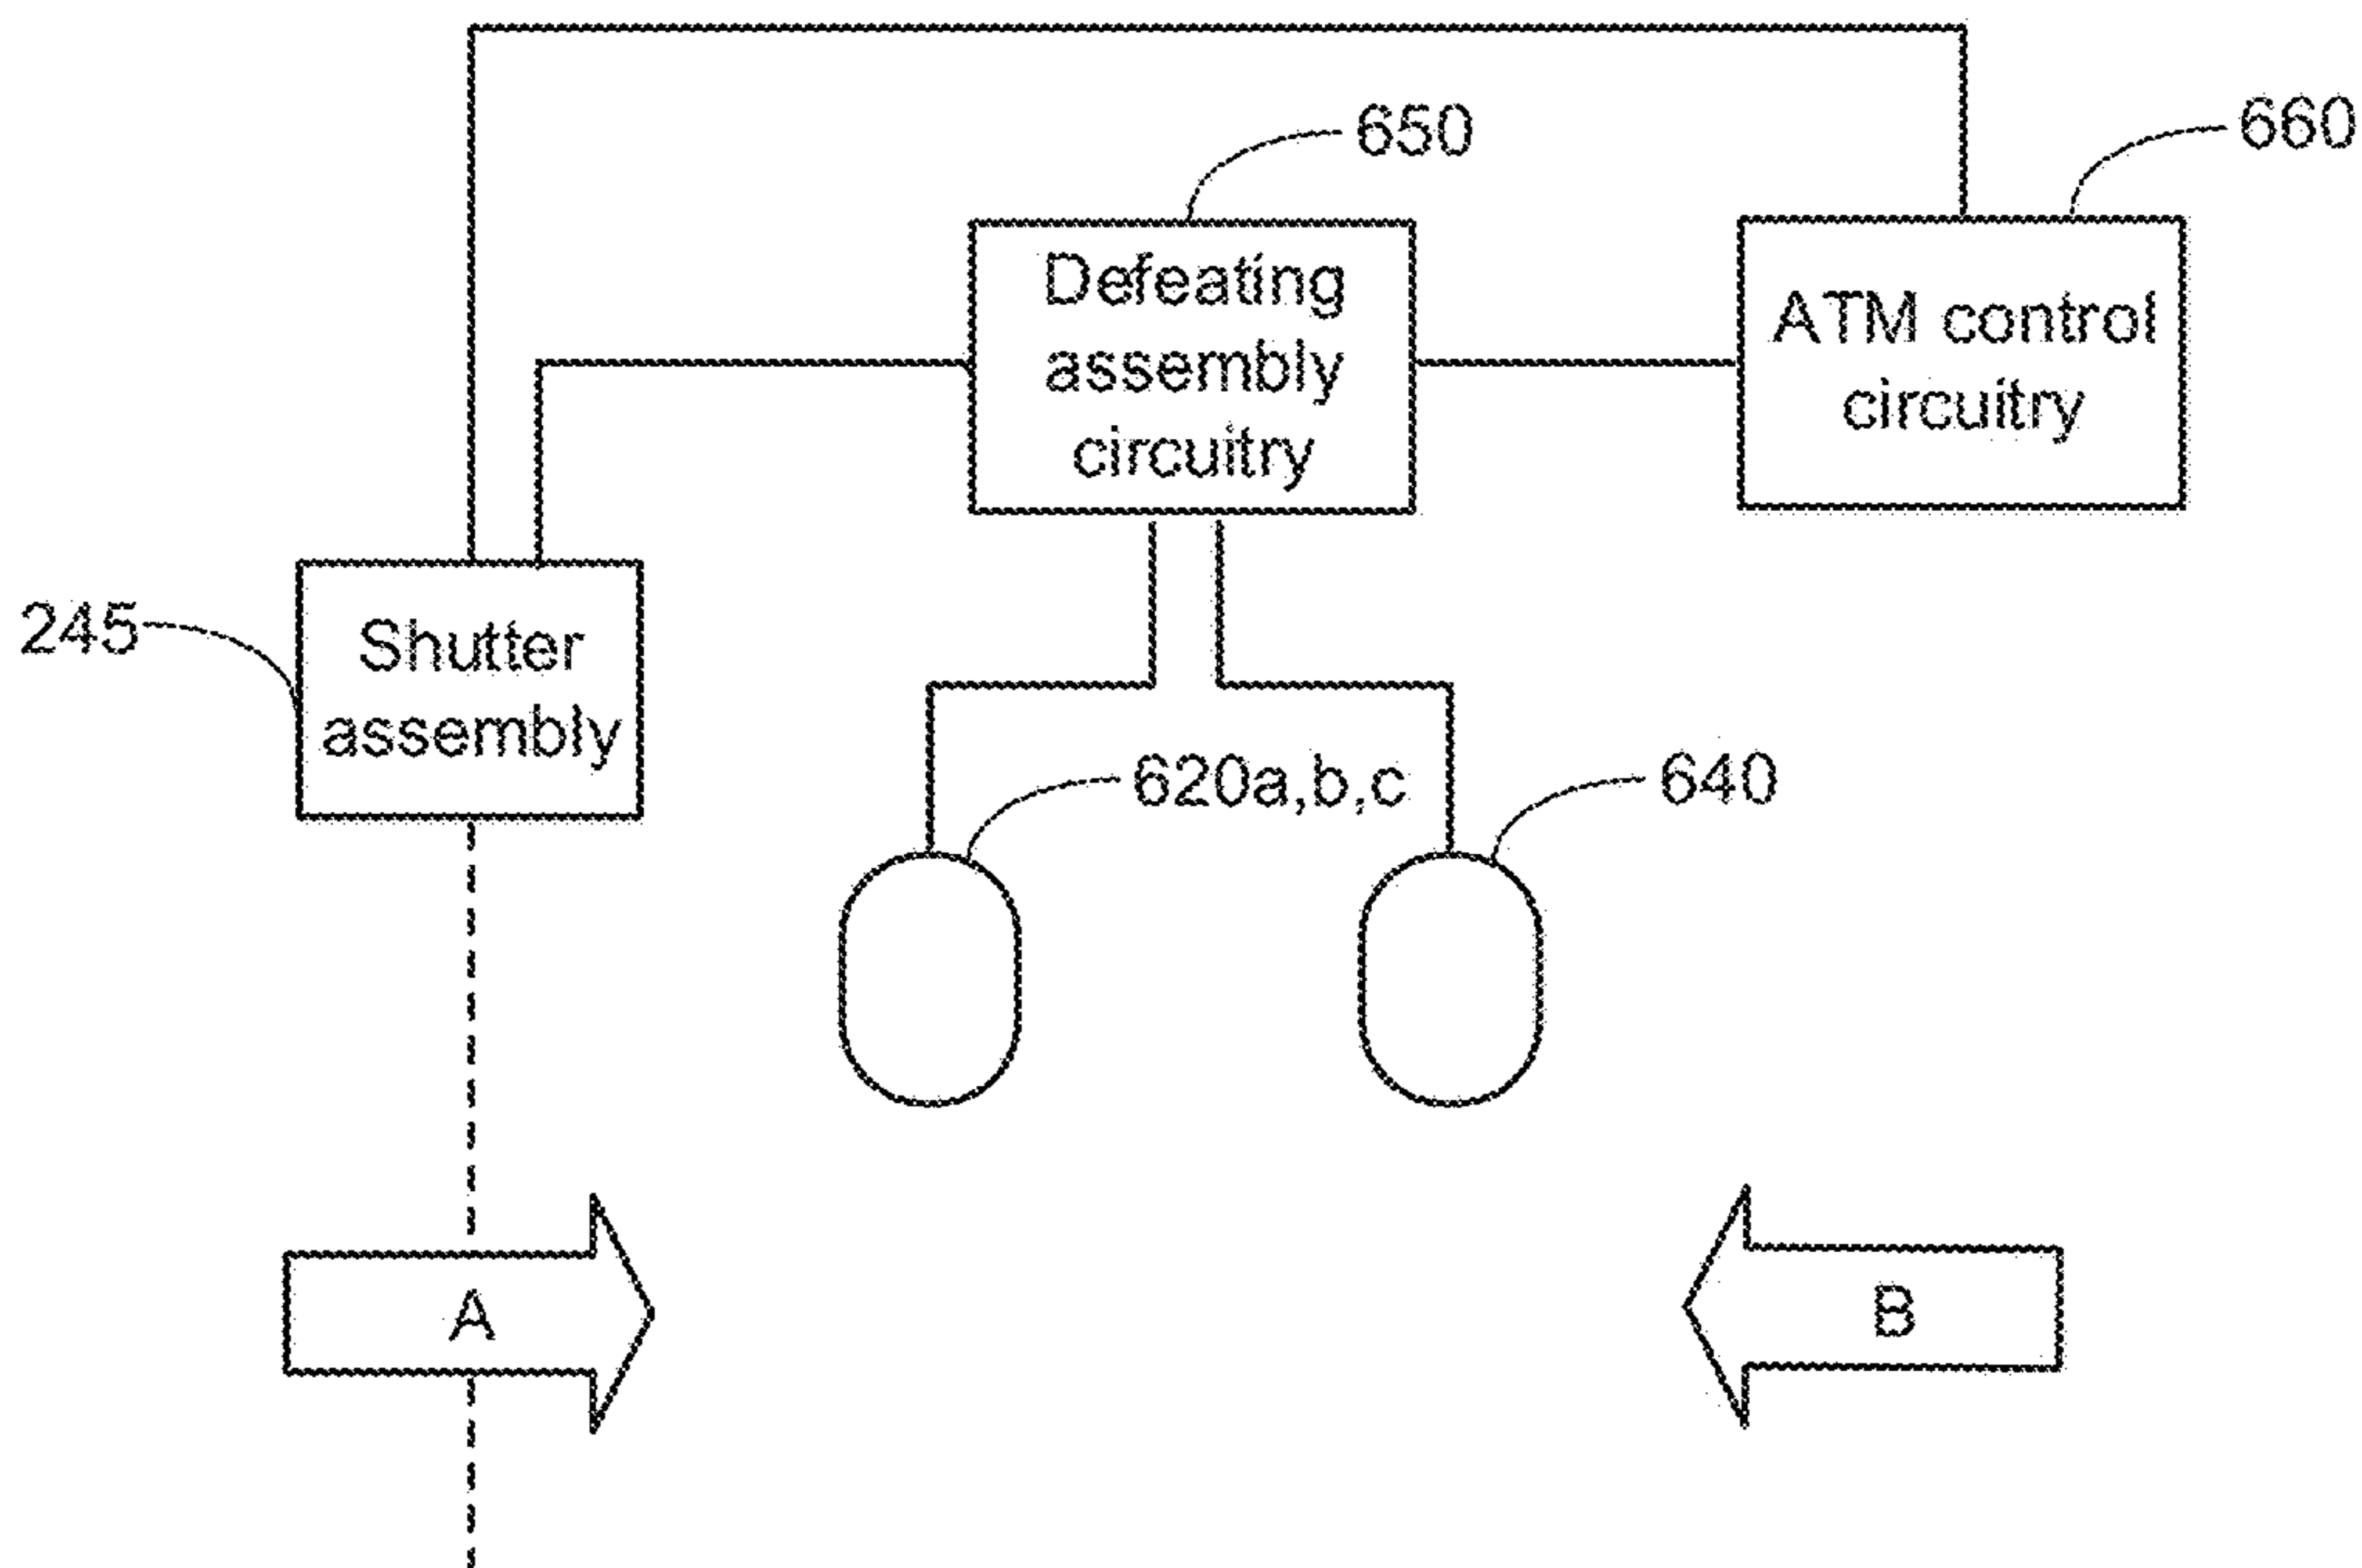 650
660
Defeating
assembly
circuitry
ATM control
circuitry
245
Shutter
assembly
620a,b,c
640
A
B